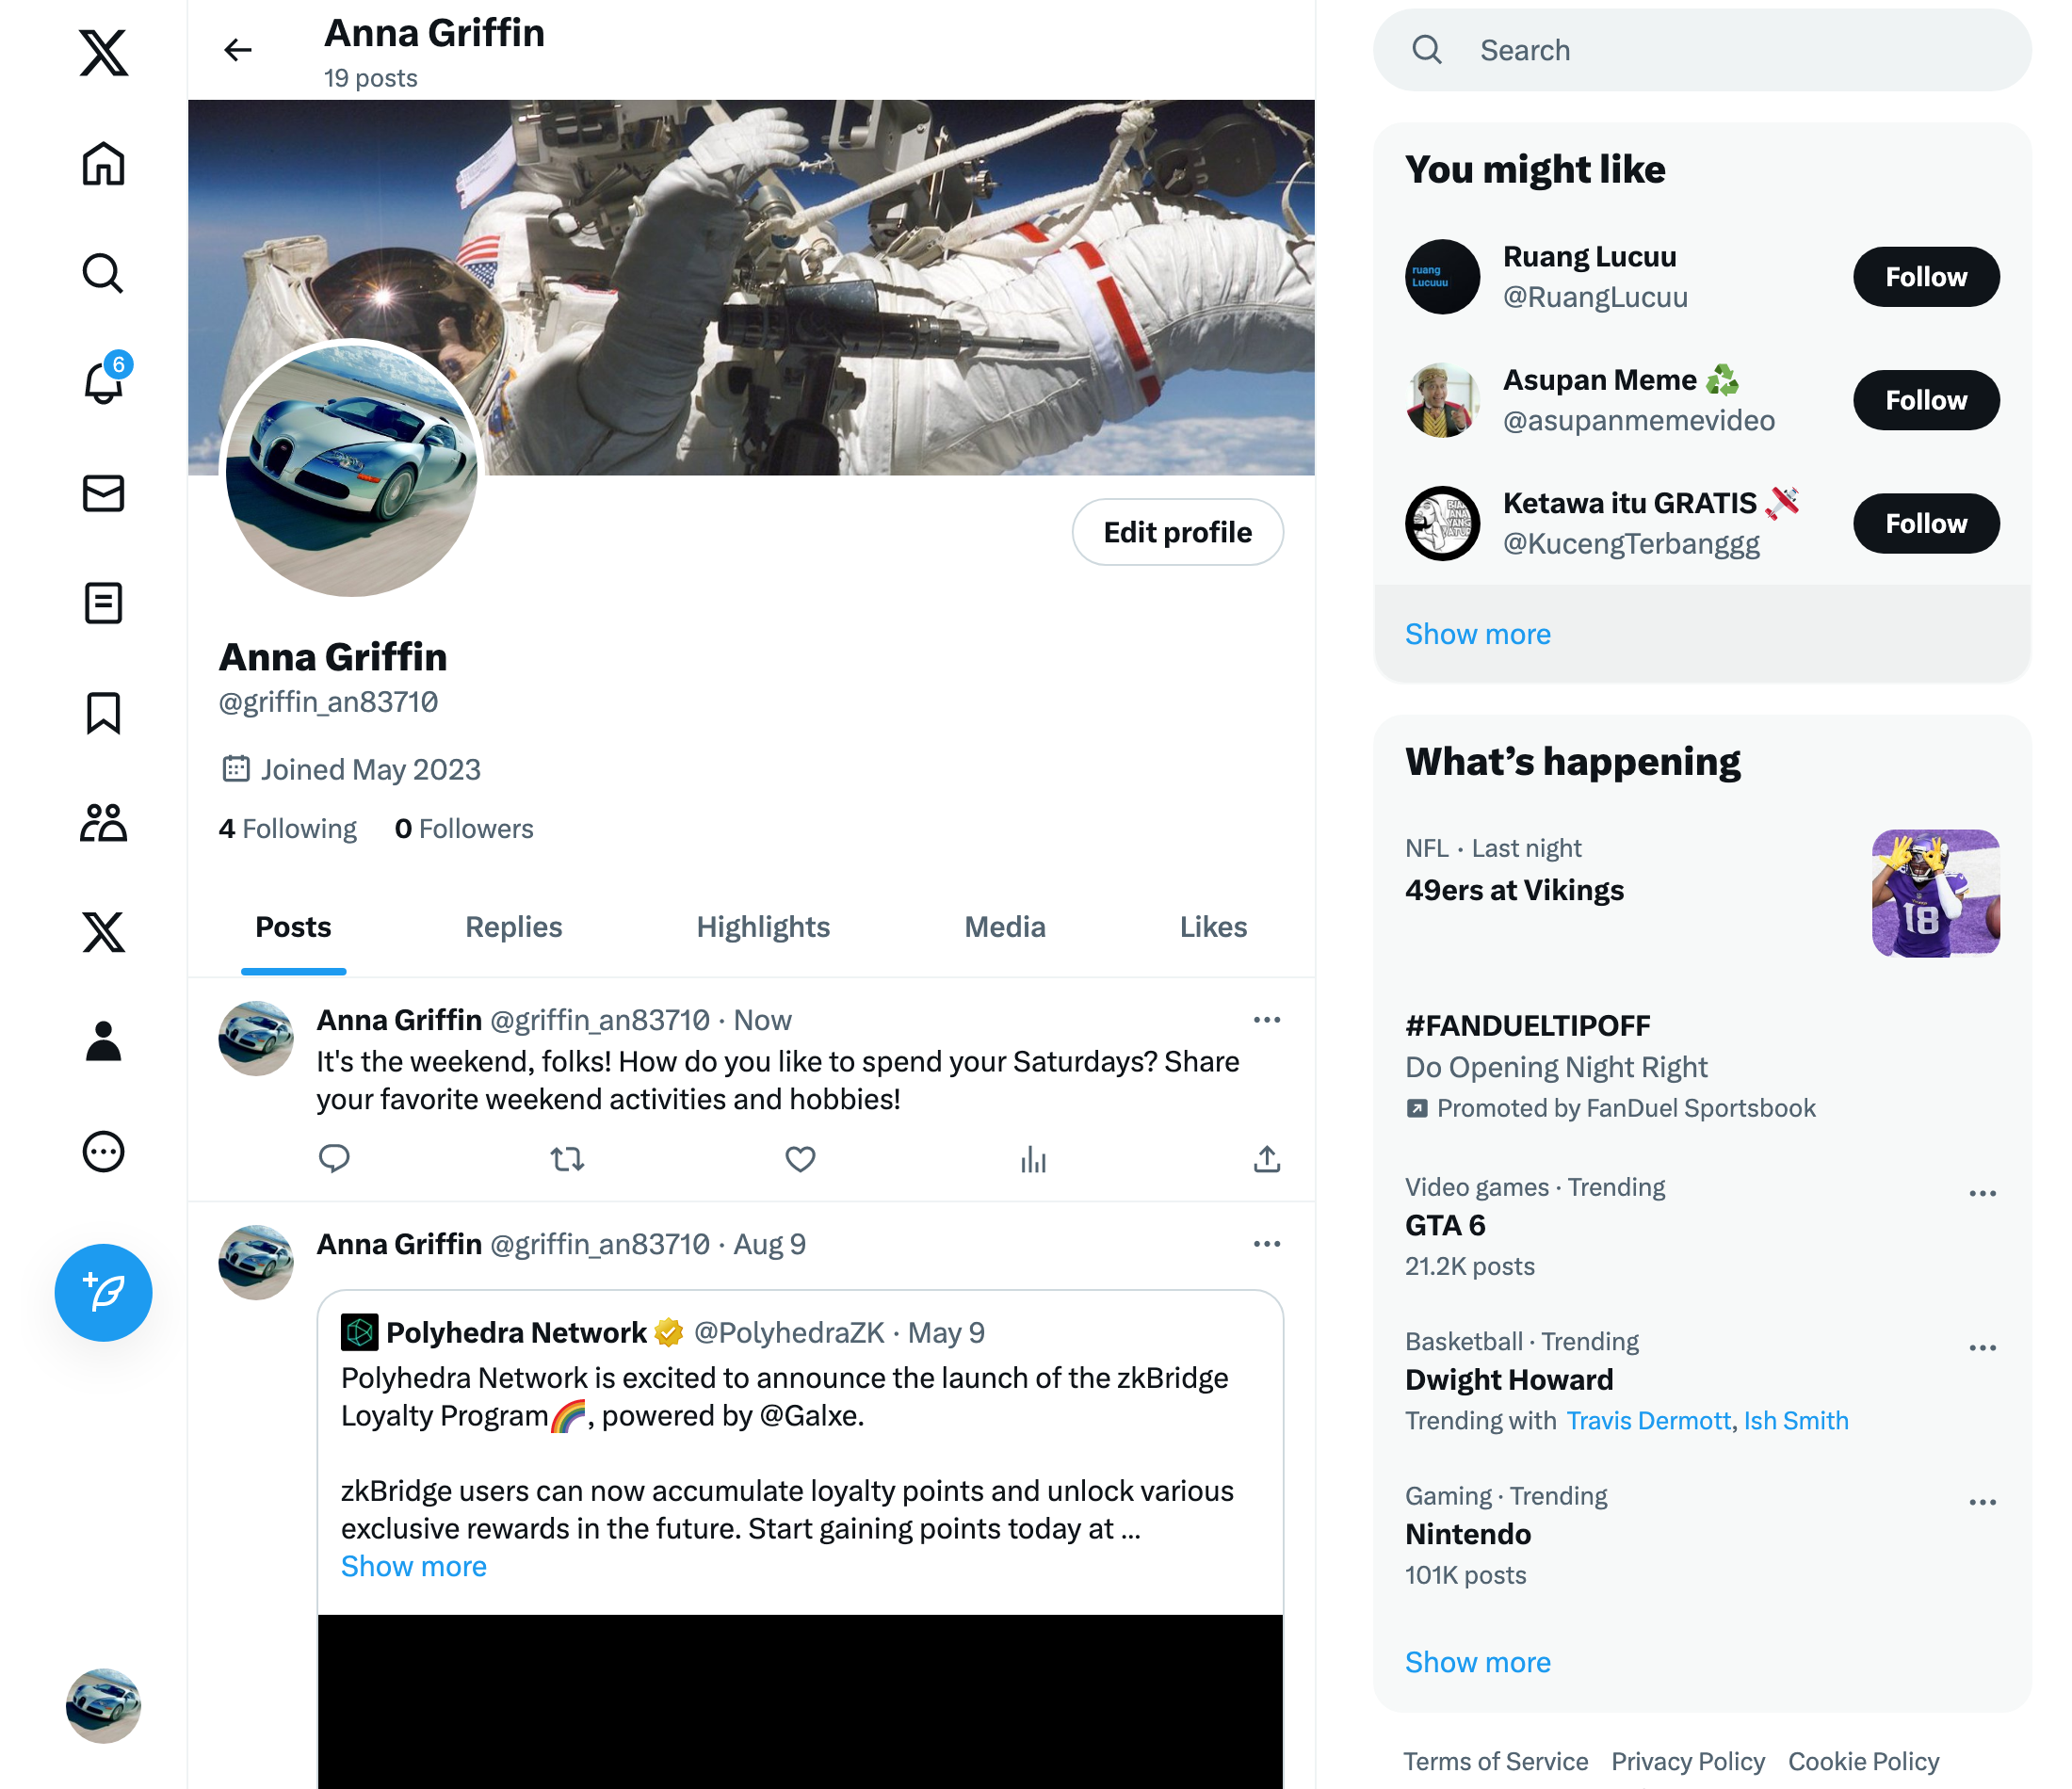 Anna Griffin
19 posts
6
Edit profile
Anna Griffin
@griffin_an83710
Joined May 2023
4 Following 0 Followers
Posts Replies Highlights Media Likes
Anna Griffin @griffin_an83710 · Now
It's the weekend, folks! How do you like to spend your Saturdays? Share
your favorite weekend activities and hobbies!
Anna Griffin @griffin_an83710 · Aug 9
Polyhedra Network @PolyhedraZK · May 9
Polyhedra Network is excited to announce the launch of the zkBridge
Loyalty Program🌈, powered by @Galxe.
zkBridge users can now accumulate loyalty points and unlock various
exclusive rewards in the future. Start gaining points today at ...
Show more
Search
You might like
ruang
Lucuuu
Ruang Lucuu
@RuangLucuu
Follow
Asupan Meme ♻️
@asupanmemevideo
Follow
Ketawa itu GRATIS 🛩️
@KucengTerbanggg
Follow
Show more
What’s happening
NFL · Last night
49ers at Vikings
18
#FANDUELTIPOFF
Do Opening Night Right
Promoted by FanDuel Sportsbook
Video games · Trending
GTA 6
21.2K posts
Basketball · Trending
Dwight Howard
Trending with Travis Dermott, Ish Smith
Gaming · Trending
Nintendo
101K posts
Show more
Terms of Service Privacy Policy Cookie Policy